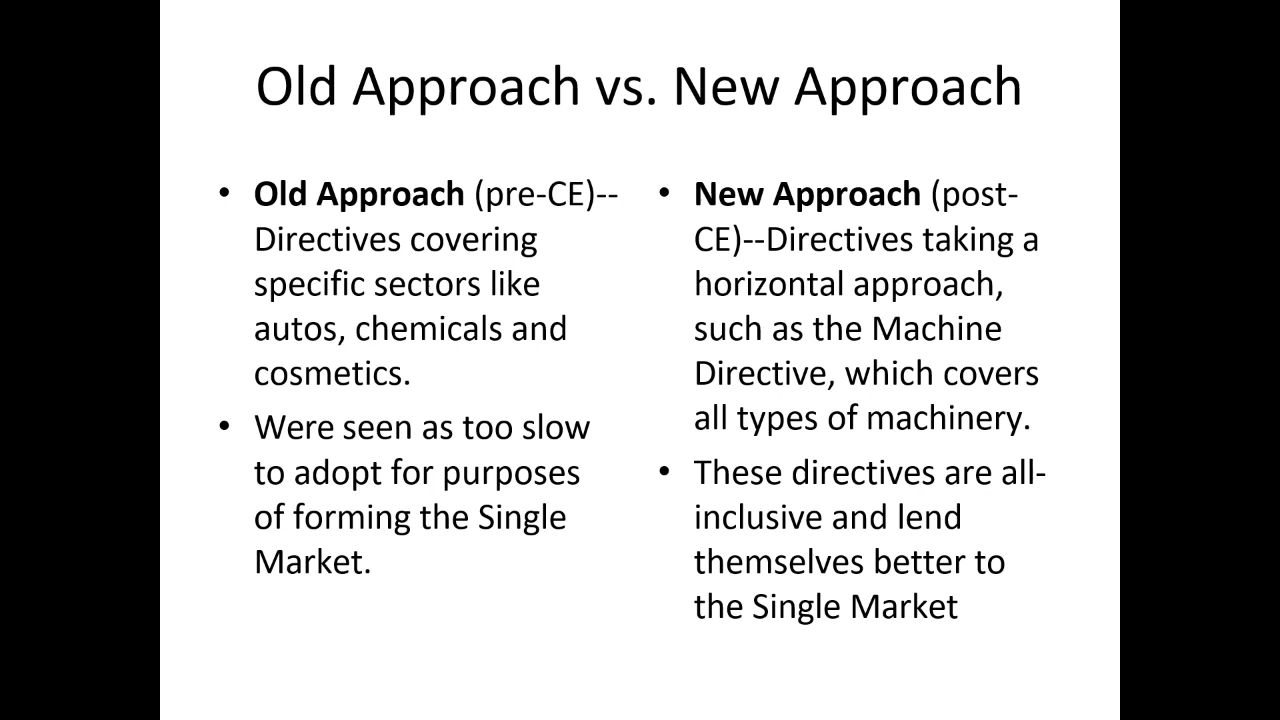 Old Approach vs. New Approach
• Old Approach (pre-CE)--
Directives covering
specific sectors like
autos, chemicals and
cosmetics.
• Were seen as too slow
to adopt for purposes
of forming the Single
Market.
• New Approach (post-
CE)--Directives taking a
horizontal approach,
such as the Machine
Directive, which covers
all types of machinery.
• These directives are all-
inclusive and lend
themselves better to
the Single Market